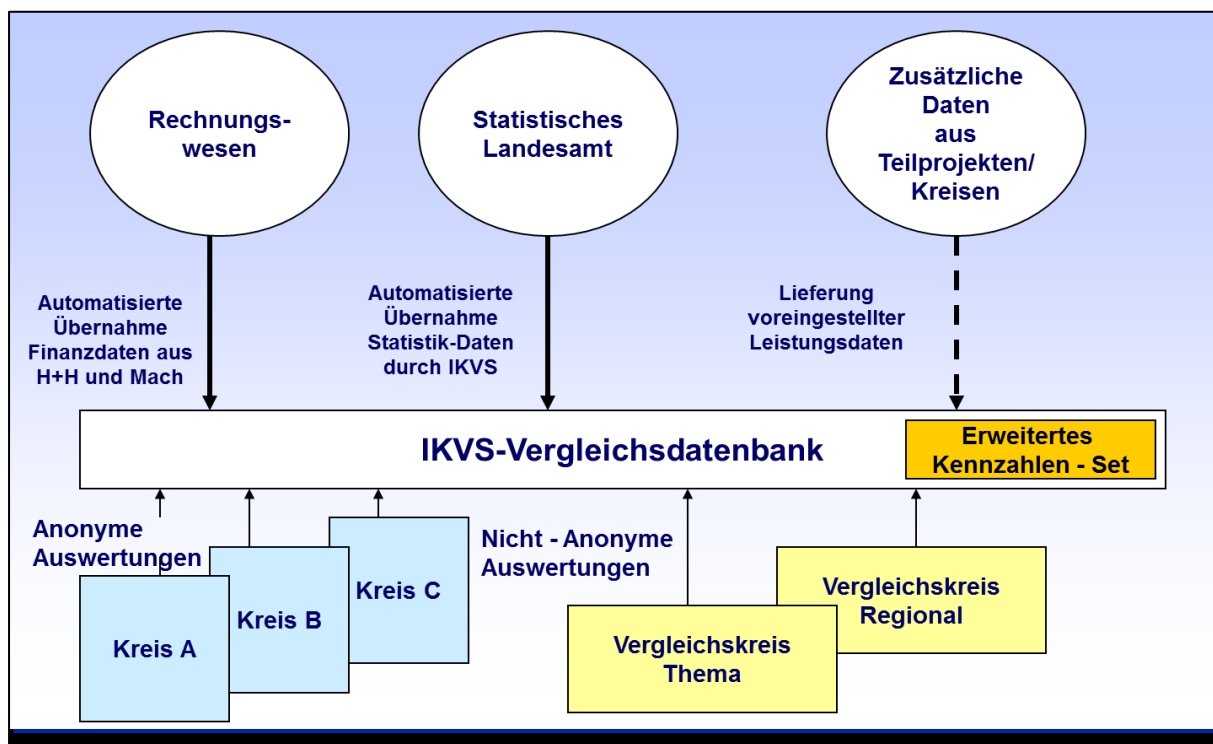 Rechnungs-
wesen
Statistisches
Landesamt
Zusätzliche
Daten
aus
Teilprojekten/
Kreisen
Automatisierte
Übernahme
Finanzdaten aus
H+H und Mach
Automatisierte
Übernahme
Statistik-Daten
durch IKVS
Lieferung
voreingestellter
Leistungsdaten
IKVS-Vergleichsdatenbank
Erweitertes
Kennzahlen - Set
Anonyme
Auswertungen
Kreis A
Kreis B
Kreis C
Nicht - Anonyme
Auswertungen
Vergleichskreis
Thema
Vergleichskreis
Regional